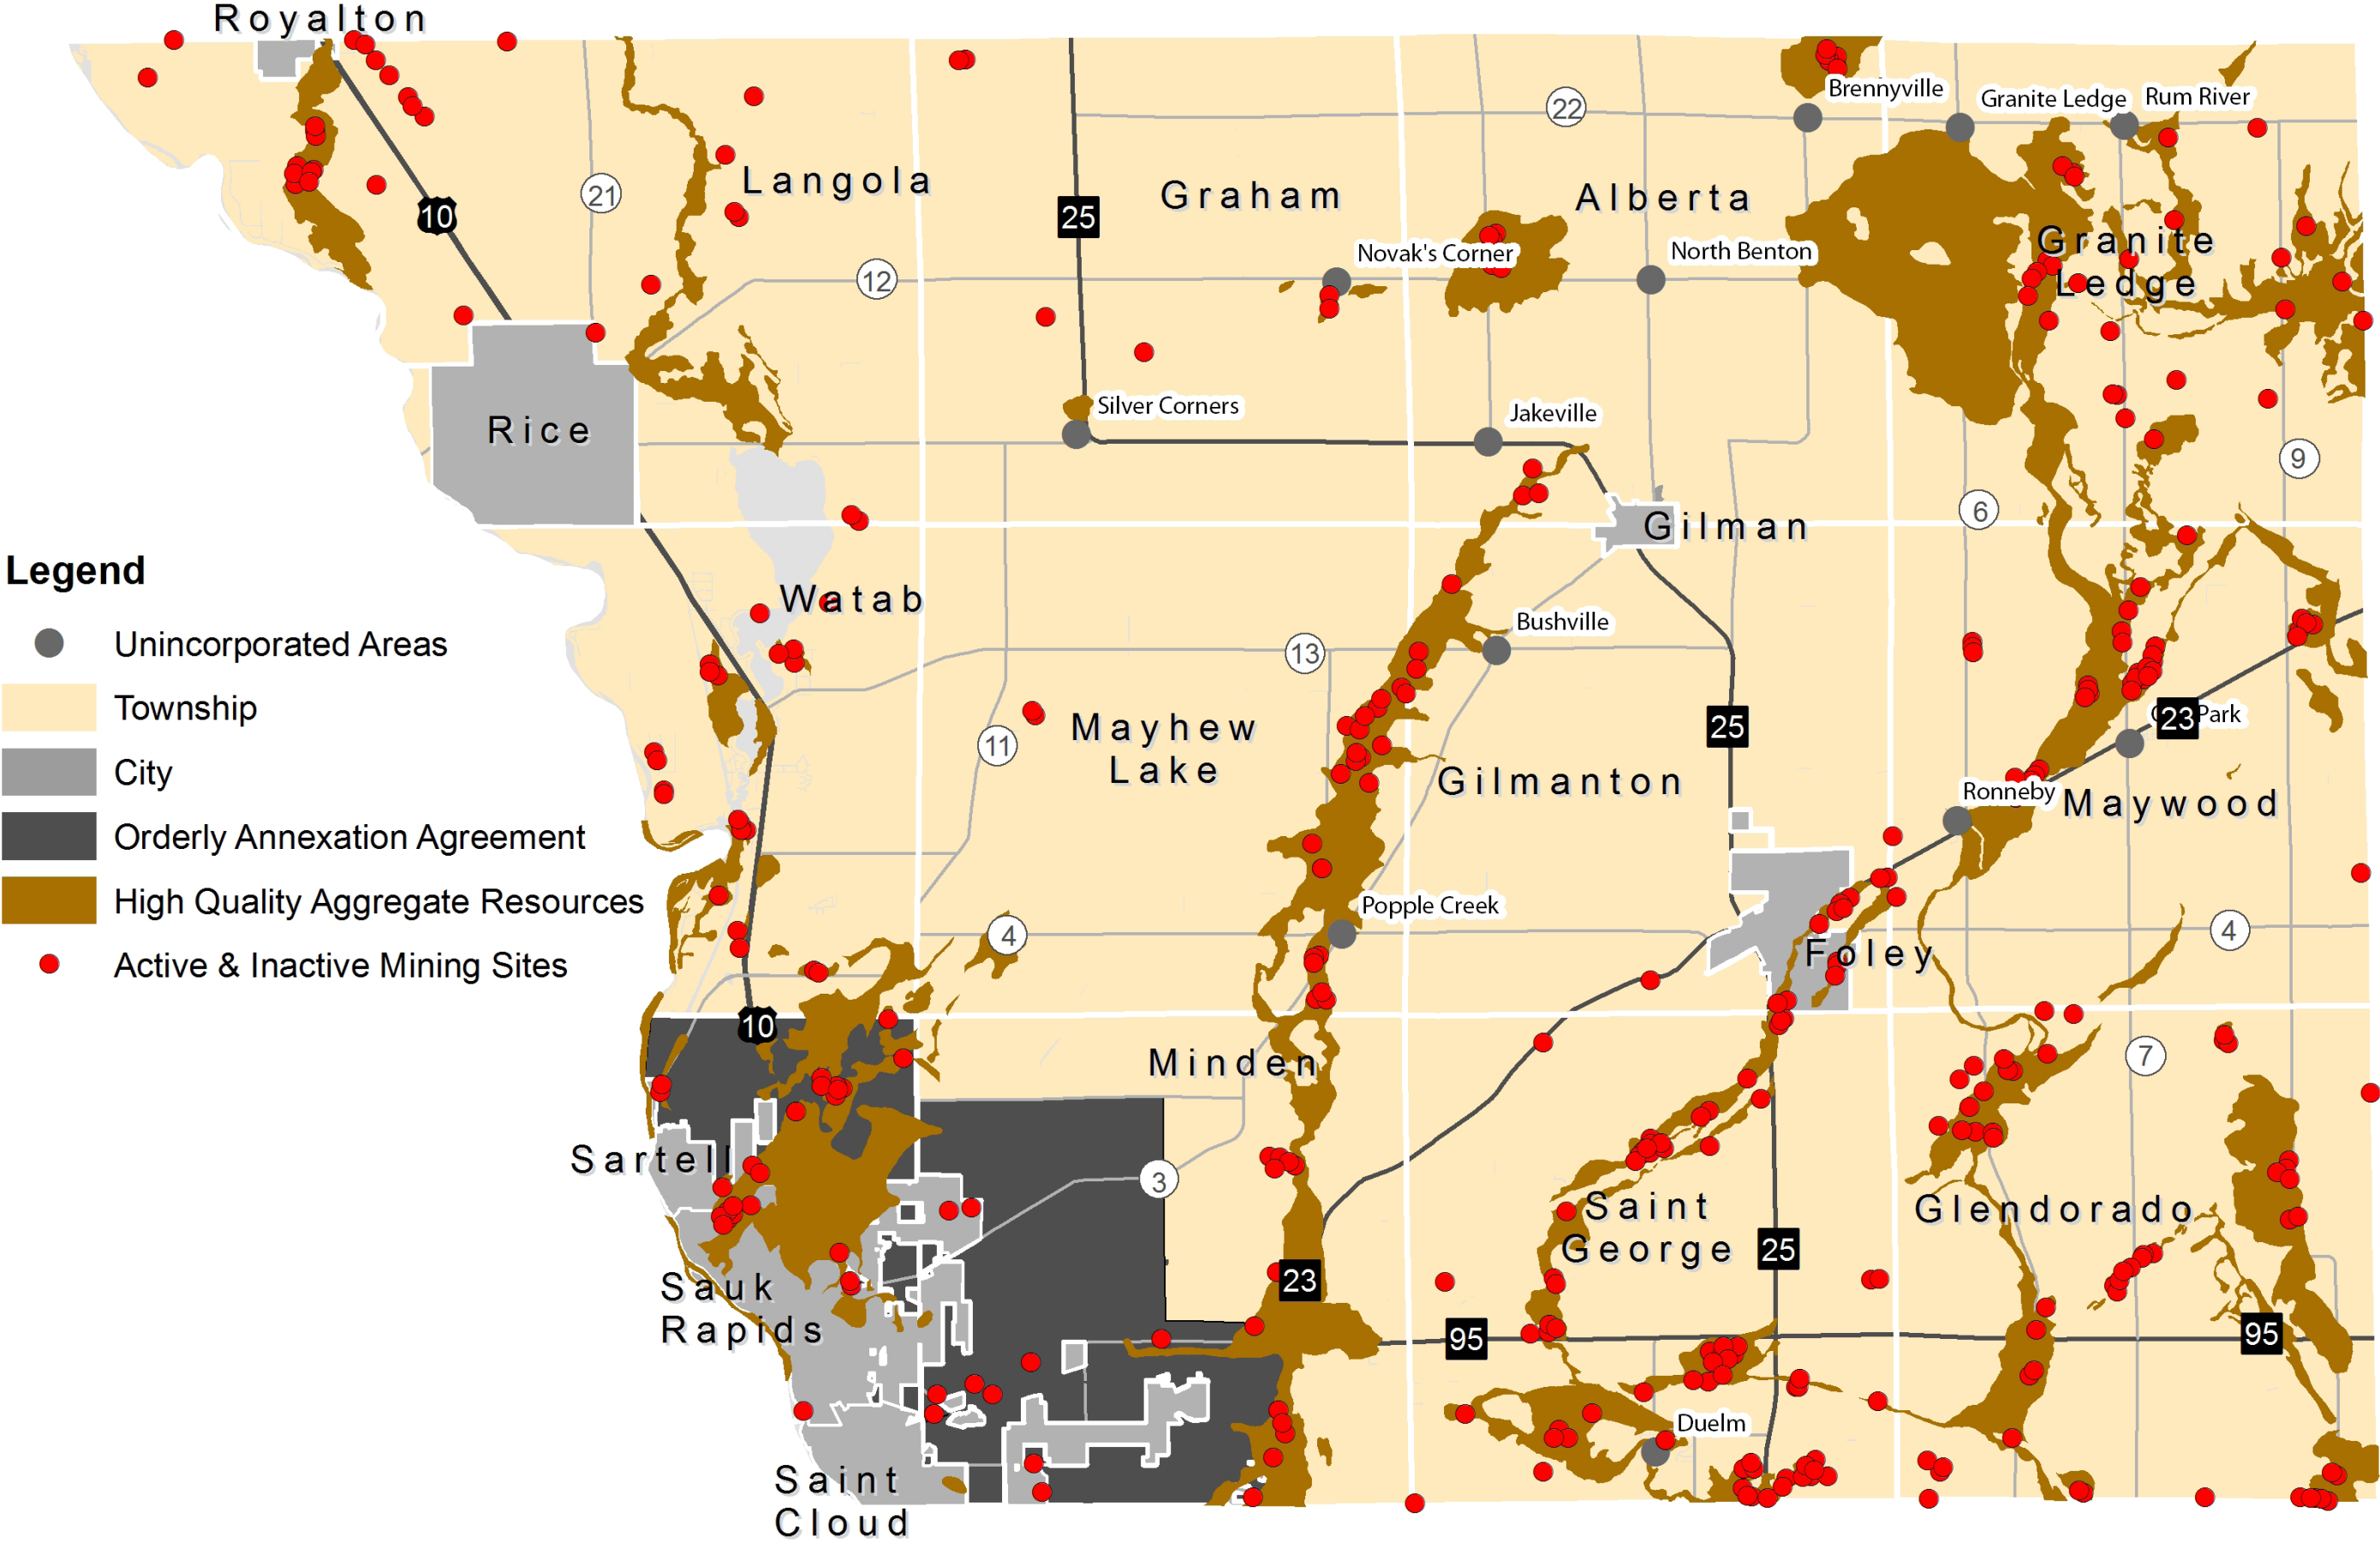 Royalton
Brennyville
Granite Ledge
Rum River
22
Langola
21
10
25
Graham
Alberta
Novak's Corner
North Benton
Granite
Ledge
12
Silver Corners
Jakeville
Rice
9
6
Gilman
Legend
Unincorporated Areas
Township
City
Orderly Annexation Agreement
High Quality Aggregate Resources
Active & Inactive Mining Sites
Watab
Bushville
13
25
23
Park
Mayhew
Lake
11
Gilmanton
Ronneby
Maywood
Popple Creek
4
4
Foley
10
Minden
7
Sartell
3
Saint
George
Glendorado
25
Sauk
Rapids
23
95
95
Duelm
Saint
Cloud